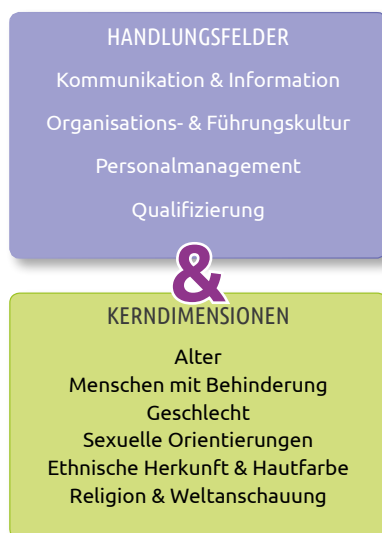 HANDLUNGSFELDER
Kommunikation & Information
Organisations- & Führungskultur
Personalmanagement
Qualifizierung
&
KERNDIMENSIONEN
Alter
Menschen mit Behinderung
Geschlecht
Sexuelle Orientierungen
Ethnische Herkunft & Hautfarbe
Religion & Weltanschauung